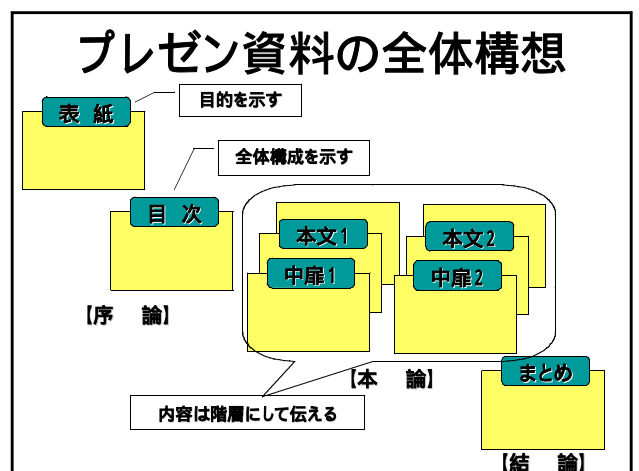 プレゼン資料の全体構想
表 紙
目的を示す
全体構成を示す
目 次
本文1
本文2
中扉1
中扉2
【序 論】
【本 論】
まとめ
内容は階層にして伝える
【結 論】